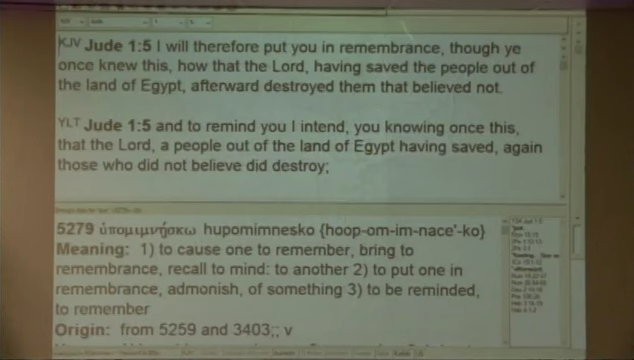 KJV Jude 1:5 I will therefore put you in remembrance, though ye
once knew this, how that the Lord, having saved the people out of
the land of Egypt, afterward destroyed them that believed not.
YLT Jude 1:5 and to remind you I intend, you knowing once this,
that the Lord, a people out of the land of Egypt having saved, again
those who did not believe did destroy;
5279 ὑπομιμνήσκω hupomimnesko {hoop-om-im-nace'-ko}
Meaning: 1) to cause one to remember, bring to
remembrance, recall to mind: to another 2) to put one in
remembrance, admonish, of something 3) to be reminded,
to remember
Origin: from 5259 and 3403;; v